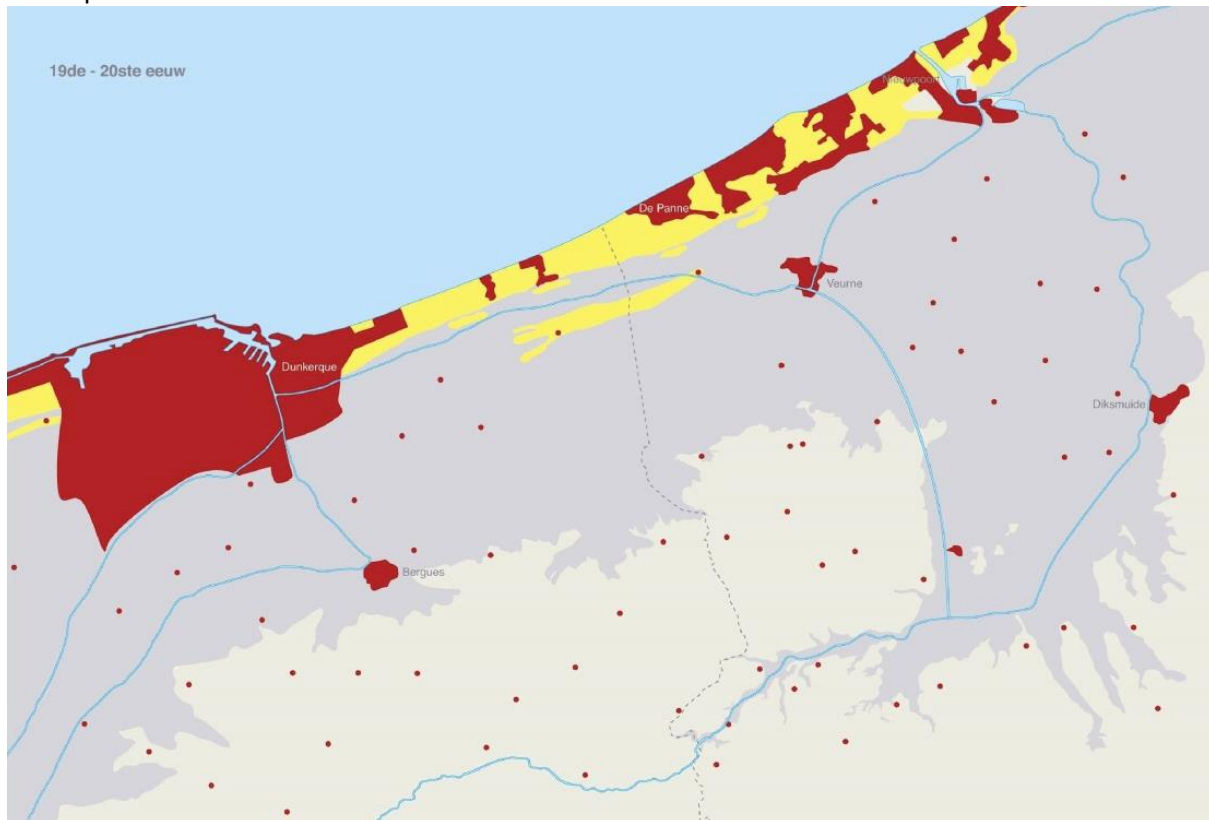 19de - 20ste eeuw
Nieuwpoort
De Panne
Veurne
Dunkerque
Diksmuide
Bergues